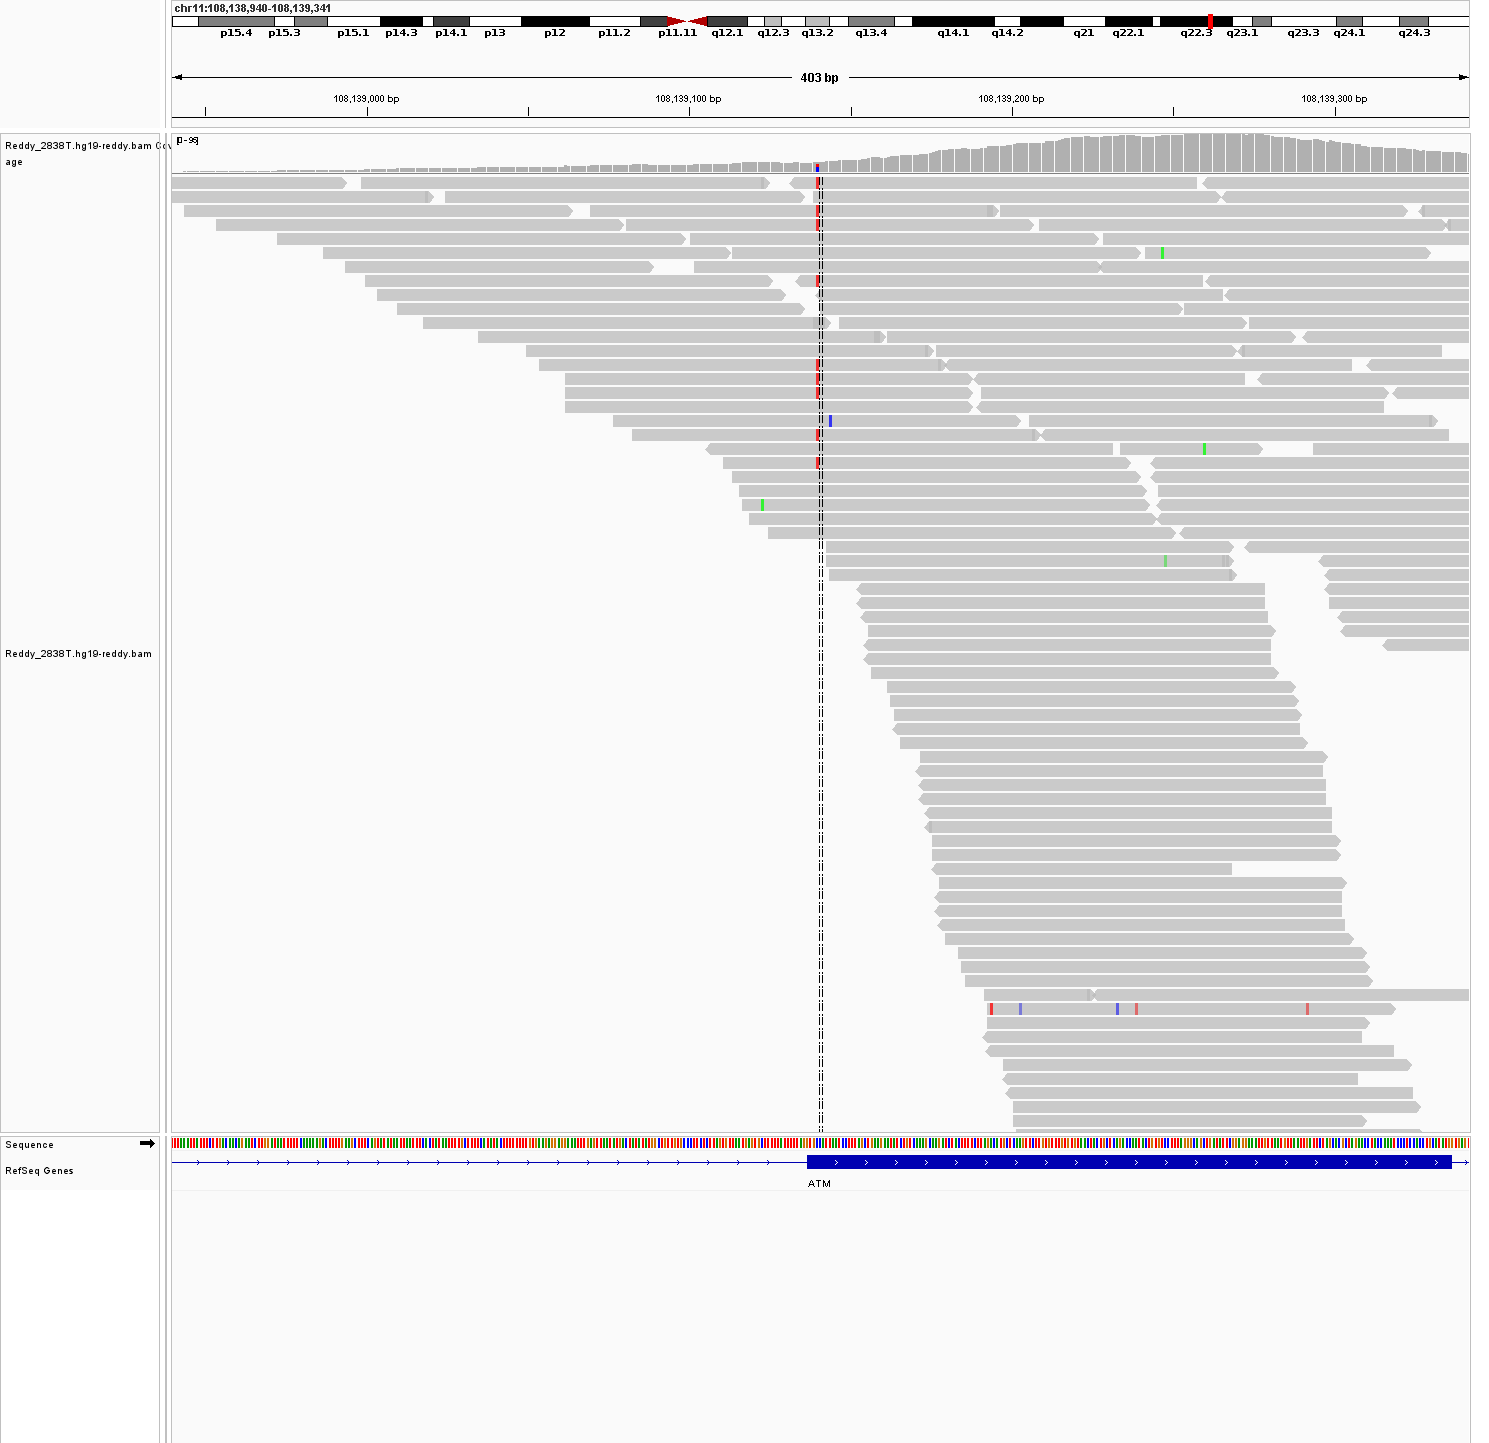 chr11:108,138,940-108,139,341
p15.4 p15.3 p15.1 p14.3 p14.1 p13 p12 p11.2 p11.11 q12.1 q12.3 q13.2 q13.4 q14.1 q14.2 q21 q22.1 q22.3 q23.1 q23.3 q24.1 q24.3
403 bp
108,139,000 bp 108,139,100 bp 108,139,200 bp 108,139,300 bp
[0-96]
Reddy_2838T.hg19-reddy.bam Cov
age
Reddy_2838T.hg19-reddy.bam
Sequence
RefSeq Genes
ATM